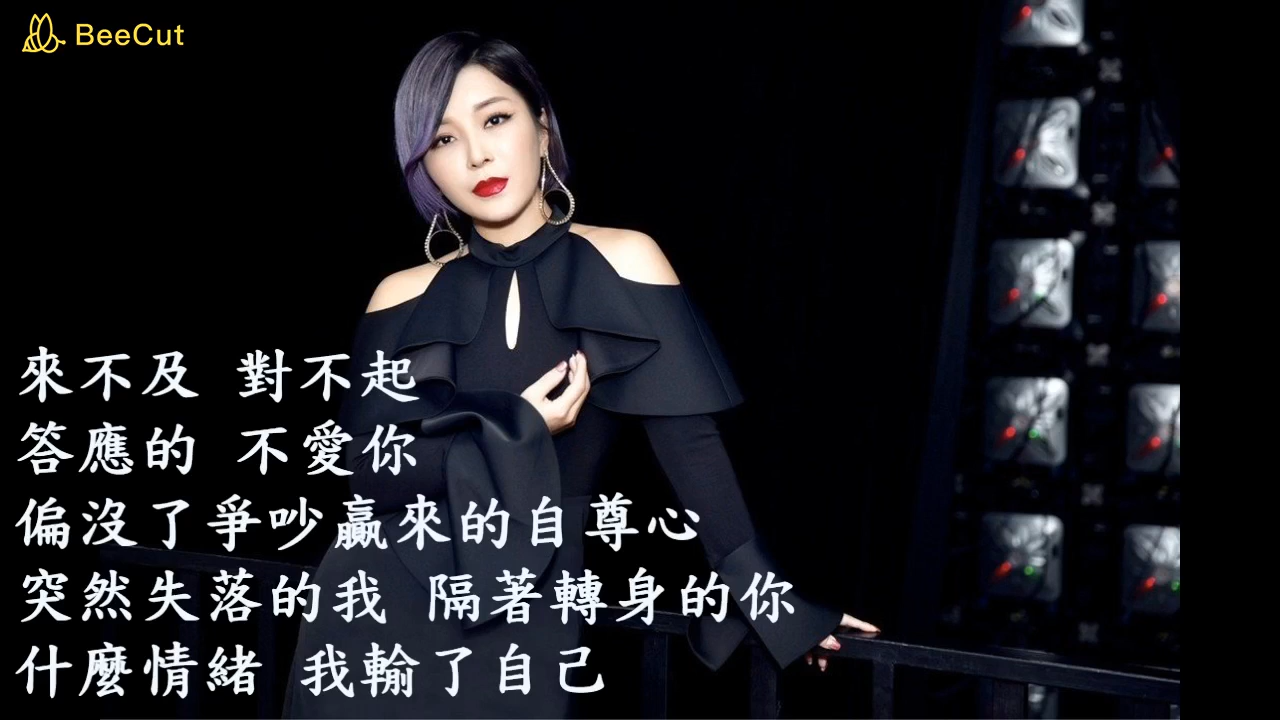 BeeCut
來不及 對不起
答應的 不愛你
偏沒了爭吵贏來的自尊心
突然失落的我 隔著轉身的你
什麼情緒 我輸了自己